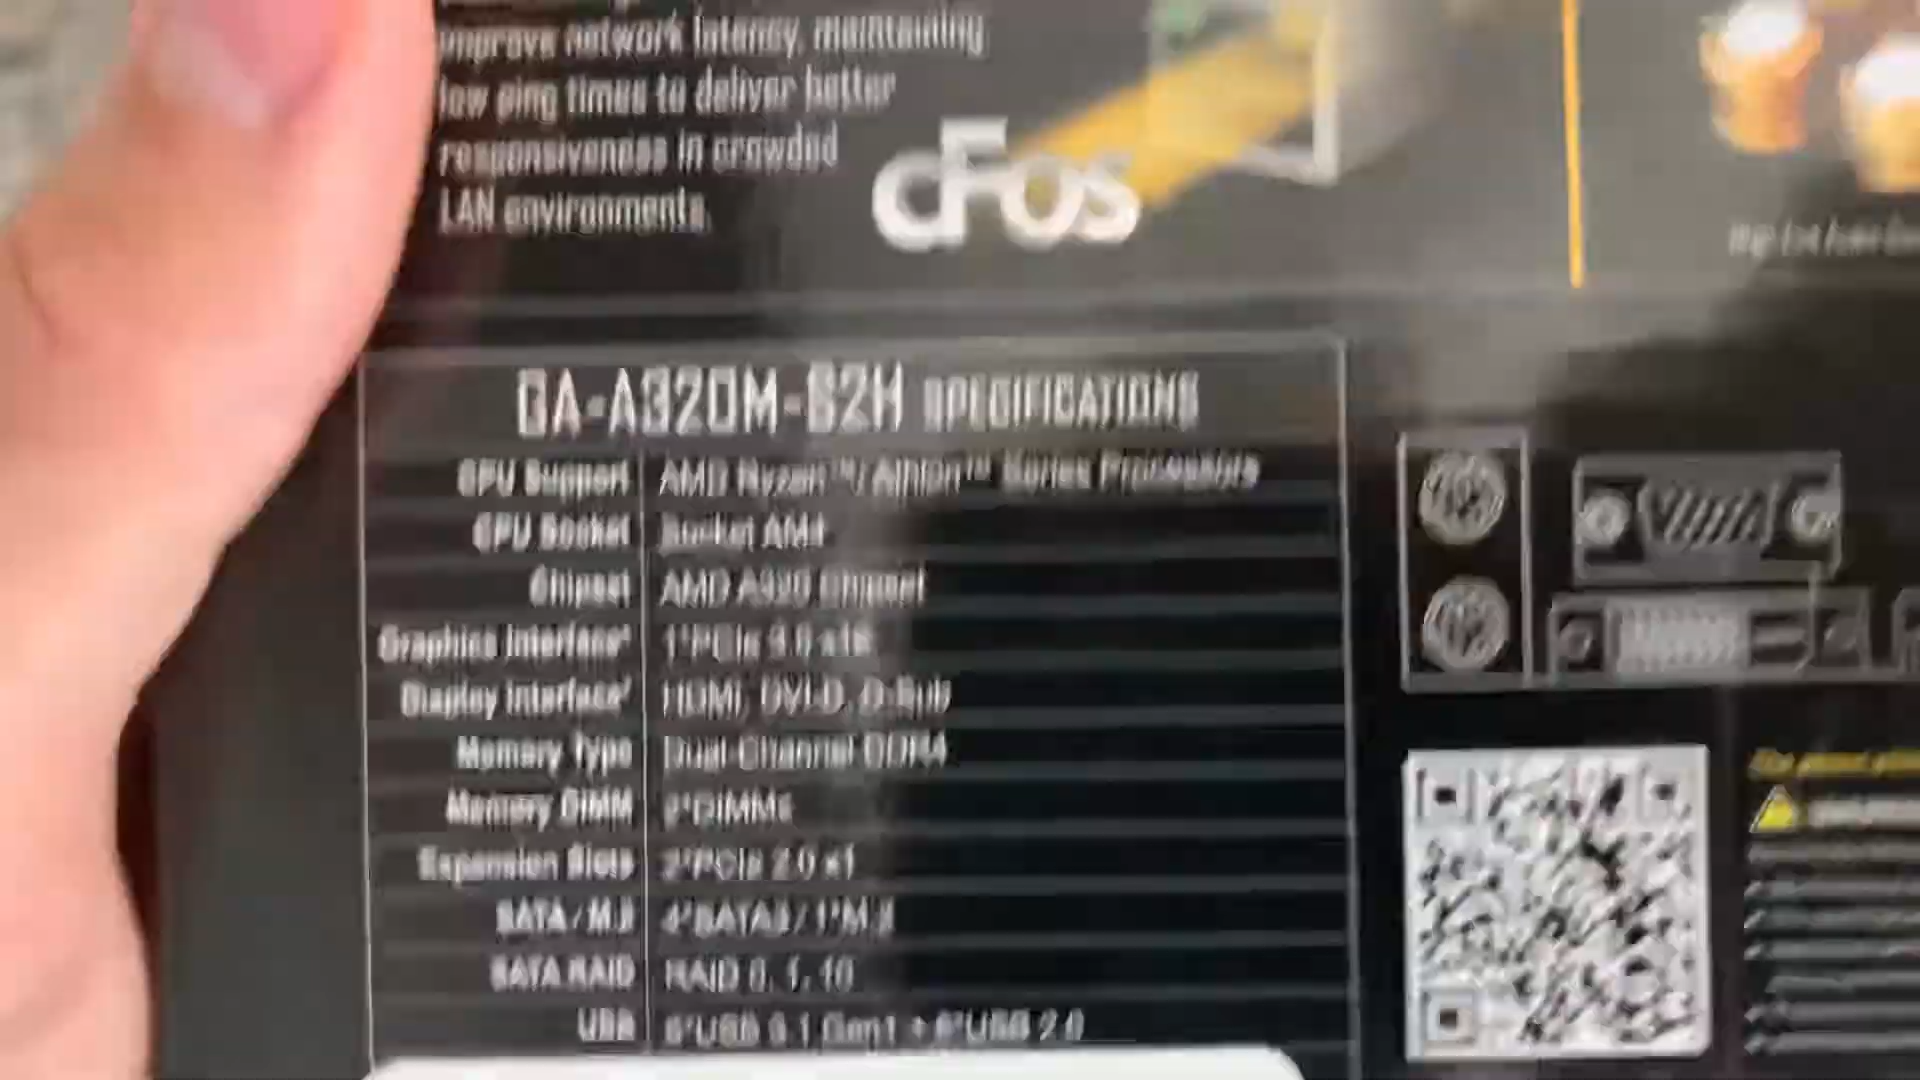 improve network latency, maintaining
low ping times to deliver better
responsiveness in crowded
LAN environments.
cFos
GA-A320M-S2H SPECIFICATIONS
CPU Support AMD Ryzen™/ Athlon™ Series Processors
CPU Socket Socket AM4
Chipset AMD A320 Chipset
Graphics Interface* 1*PCIe 3.0 x16
Display Interface* HDMI, DVI-D, D-Sub
Memory Type Dual-Channel DDR4
Memory DIMM 2*DIMMs
Expansion Slots 2*PCIe 2.0 x1
SATA / M.2 4*SATA3 / 1*M.2
SATA RAID RAID 0, 1, 10
USB 6*USB 3.1 Gen1 + 6*USB 2.0